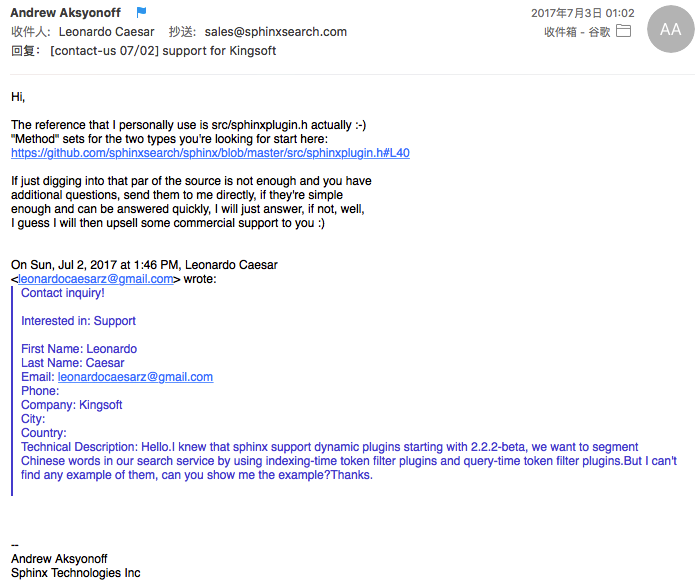 Andrew Aksyonoff
2017年7月3日 01:02
收件人: Leonardo Caesar 抄送: sales@sphinxsearch.com
收件箱 - 谷歌
AA
回复: [contact-us 07/02] support for Kingsoft
Hi,
The reference that I personally use is src/sphinxplugin.h actually :-)
"Method" sets for the two types you're looking for start here:
https://github.com/sphinxsearch/sphinx/blob/master/src/sphinxplugin.h#L40
If just digging into that par of the source is not enough and you have
additional questions, send them to me directly, if they're simple
enough and can be answered quickly, I will just answer, if not, well,
I guess I will then upsell some commercial support to you :)
On Sun, Jul 2, 2017 at 1:46 PM, Leonardo Caesar
<leonardocaesarz@gmail.com> wrote:
Contact inquiry!
Interested in: Support
First Name: Leonardo
Last Name: Caesar
Email: leonardocaesarz@gmail.com
Phone:
Company: Kingsoft
City:
Country:
Technical Description: Hello.I knew that sphinx support dynamic plugins starting with 2.2.2-beta, we want to segment
Chinese words in our search service by using indexing-time token filter plugins and query-time token filter plugins.But I can't
find any example of them, can you show me the example?Thanks.
--
Andrew Aksyonoff
Sphinx Technologies Inc